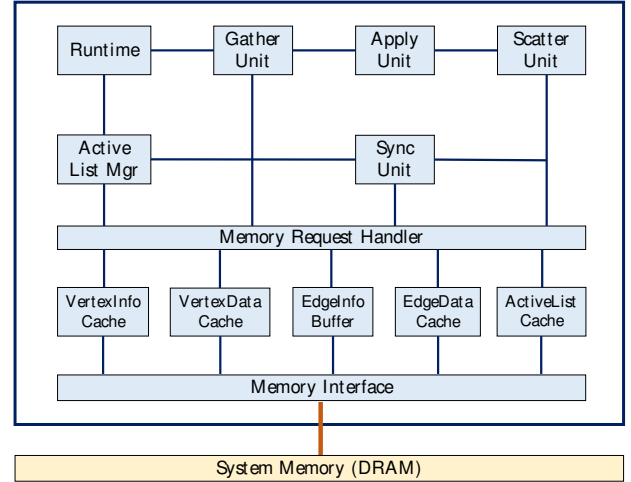 Runtime
Gather
Unit
Apply
Unit
Scatter
Unit
Active
List Mgr
Sync
Unit
Memory Request Handler
VertexInfo
Cache
VertexData
Cache
EdgeInfo
Buffer
EdgeData
Cache
ActiveList
Cache
Memory Interface
System Memory (DRAM)